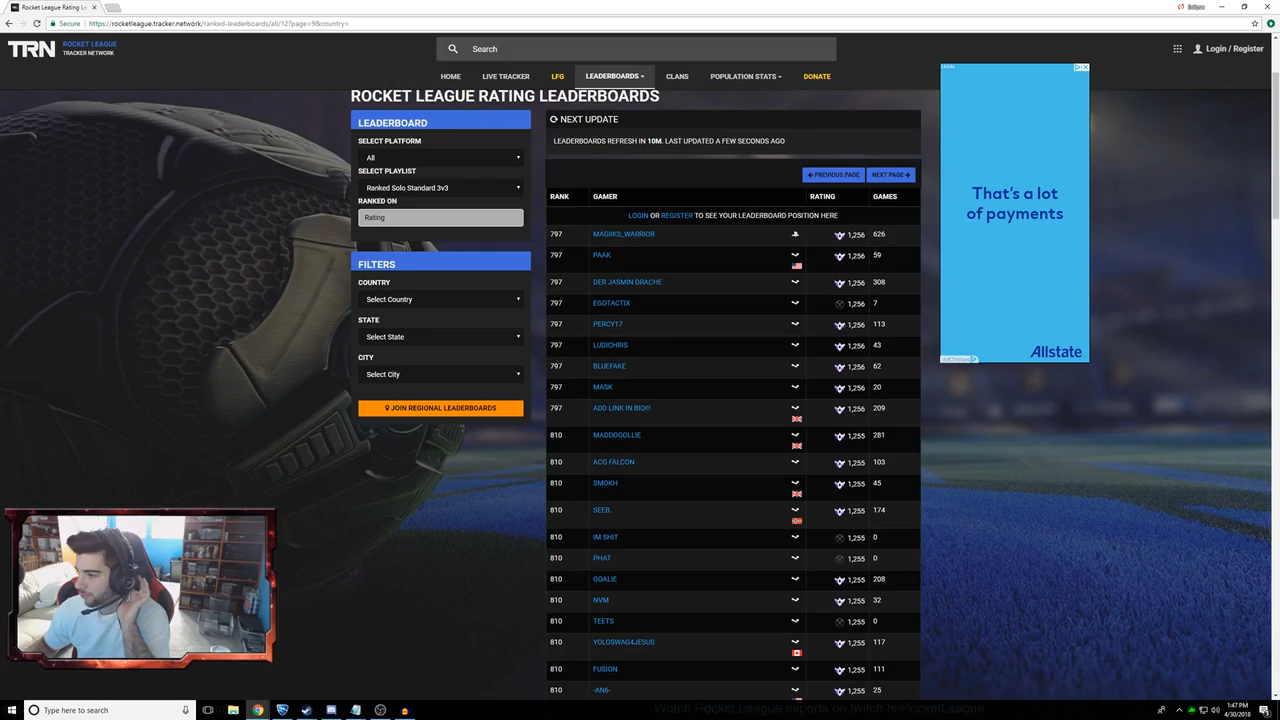 Rocket League Rating Lead
Eclipse
Secure
https://rocketleague.tracker.network/ranked-leaderboards/all/12?page=9&country=
TRN ROCKET LEAGUE
TRACKER NETWORK
Search
Login / Register
HOME LIVE TRACKER LFG LEADERBOARDS CLANS POPULATION STATS DONATE
ROCKET LEAGUE RATING LEADERBOARDS
LEADERBOARD
SELECT PLATFORM
All
SELECT PLAYLIST
Ranked Solo Standard 3v3
RANKED ON
Rating
FILTERS
COUNTRY
Select Country
STATE
Select State
CITY
Select City
JOIN REGIONAL LEADERBOARDS
NEXT UPDATE
LEADERBOARDS REFRESH IN 10M. LAST UPDATED A FEW SECONDS AGO
PREVIOUS PAGE NEXT PAGE
RANK GAMER RATING GAMES
LOGIN OR REGISTER TO SEE YOUR LEADERBOARD POSITION HERE
797 MAGIIKS_WARRIOR 1,256 626
797 PAAK 1,256 59
797 DER JASMIN DRACHE 1,256 308
797 EGOTACTIX 1,256 7
797 PERCY17 1,256 113
797 LUDICHRIS 1,256 43
797 BLUEFAKE 1,256 62
797 MASK 1,256 20
797 ADD LINK IN BIO!!! 1,256 209
810 MADDOGOLLIE 1,255 281
810 ACG FALCON 1,255 103
810 SMOKH 1,255 45
810 SEEB. 1,255 174
810 IM SHIT 1,255 0
810 PHAT 1,255 0
810 GOALIE 1,255 208
810 NVM 1,255 32
810 TEETS 1,255 0
810 YOLOSWAG4JESUS 1,255 117
810 FUSION 1,255 111
810 -AN6- 1,255 25
LEGAL
That's a lot
of payments
AdChoices
Allstate
Watch Rocket League esports on twitch.tv/RocketLeague
Type here to search
1:47 PM
4/30/2018